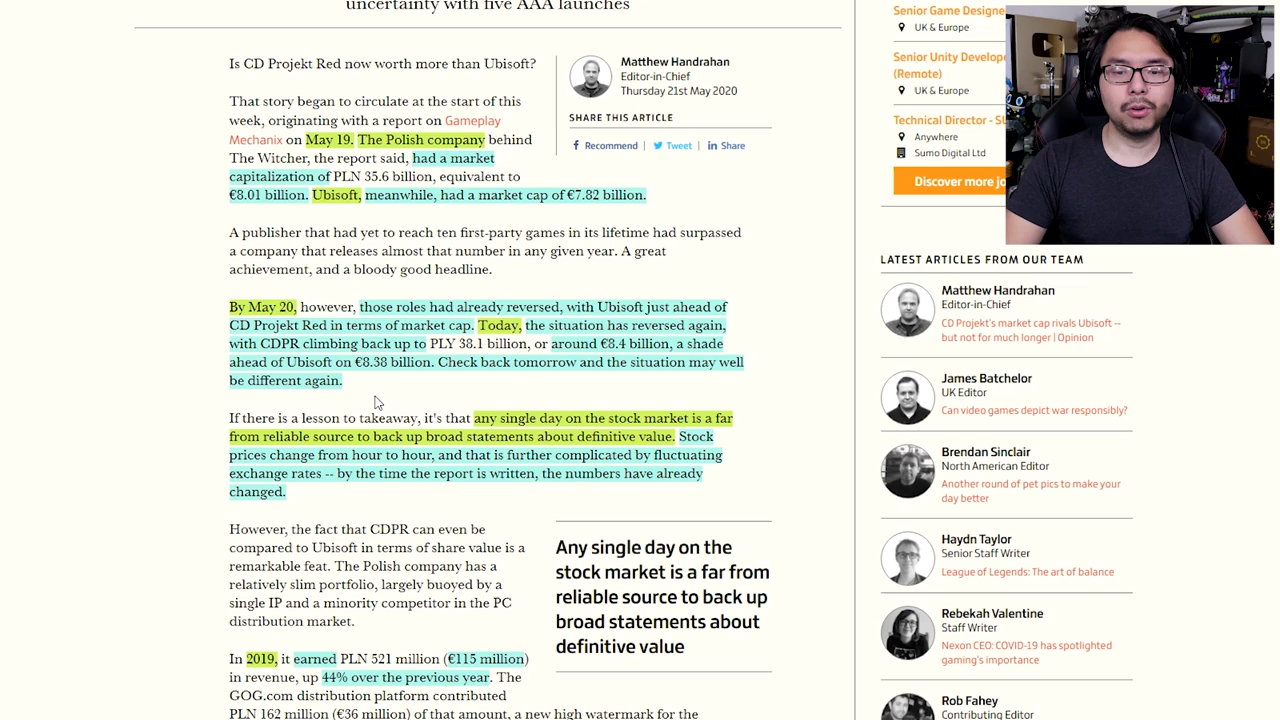 uncertainty with five AAA launches
Is CD Projekt Red now worth more than Ubisoft?
That story began to circulate at the start of this
week, originating with a report on Gameplay
Mechanix on May 19. The Polish company behind
The Witcher, the report said, had a market
capitalization of PLN 35.6 billion, equivalent to
€8.01 billion. Ubisoft, meanwhile, had a market cap of €7.82 billion.
Matthew Handrahan
Editor-in-Chief
Thursday 21st May 2020
SHARE THIS ARTICLE
Recommend
Tweet
Share
A publisher that had yet to reach ten first-party games in its lifetime had surpassed
a company that releases almost that number in any given year. A great
achievement, and a bloody good headline.
By May 20, however, those roles had already reversed, with Ubisoft just ahead of
CD Projekt Red in terms of market cap. Today, the situation has reversed again,
with CDPR climbing back up to PLY 38.1 billion, or around €8.4 billion, a shade
ahead of Ubisoft on €8.38 billion. Check back tomorrow and the situation may well
be different again.
If there is a lesson to takeaway, it's that any single day on the stock market is a far
from reliable source to back up broad statements about definitive value. Stock
prices change from hour to hour, and that is further complicated by fluctuating
exchange rates -- by the time the report is written, the numbers have already
changed.
However, the fact that CDPR can even be
compared to Ubisoft in terms of share value is a
remarkable feat. The Polish company has a
relatively slim portfolio, largely buoyed by a
single IP and a minority competitor in the PC
distribution market.
Any single day on the
stock market is a far from
reliable source to back up
broad statements about
definitive value
In 2019, it earned PLN 521 million (€115 million)
in revenue, up 44% over the previous year. The
GOG.com distribution platform contributed
PLN 162 million (€36 million) of that amount, a new high watermark for the
Senior Game Designe
UK & Europe
Senior Unity Develope
(Remote)
UK & Europe
Technical Director - SU
Anywhere
Sumo Digital Ltd
Discover more jo
LATEST ARTICLES FROM OUR TEAM
Matthew Handrahan
Editor-in-Chief
CD Projekt's market cap rivals Ubisoft --
but not for much longer | Opinion
James Batchelor
UK Editor
Can video games depict war responsibly?
Brendan Sinclair
North American Editor
Another round of pet pics to make your
day better
Haydn Taylor
Senior Staff Writer
League of Legends: The art of balance
Rebekah Valentine
Staff Writer
Nexon CEO: COVID-19 has spotlighted
gaming's importance
Rob Fahey
Contributing Editor